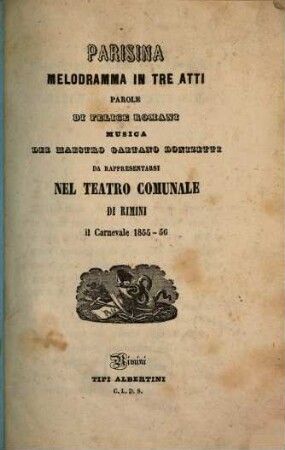 PARISINA
MELODRAMMA IN TRE ATTI
PAROLE
DI FELICE ROMANI
MUSICA
DEL MAESTRO GAETANO DONIZETTI
DA RAPPRESENTARSI
NEL TEATRO COMUNALE
DI RIMINI
il Carnevale 1855-56
Rimini
TIPI ALBERTINI
C. L. D. S.